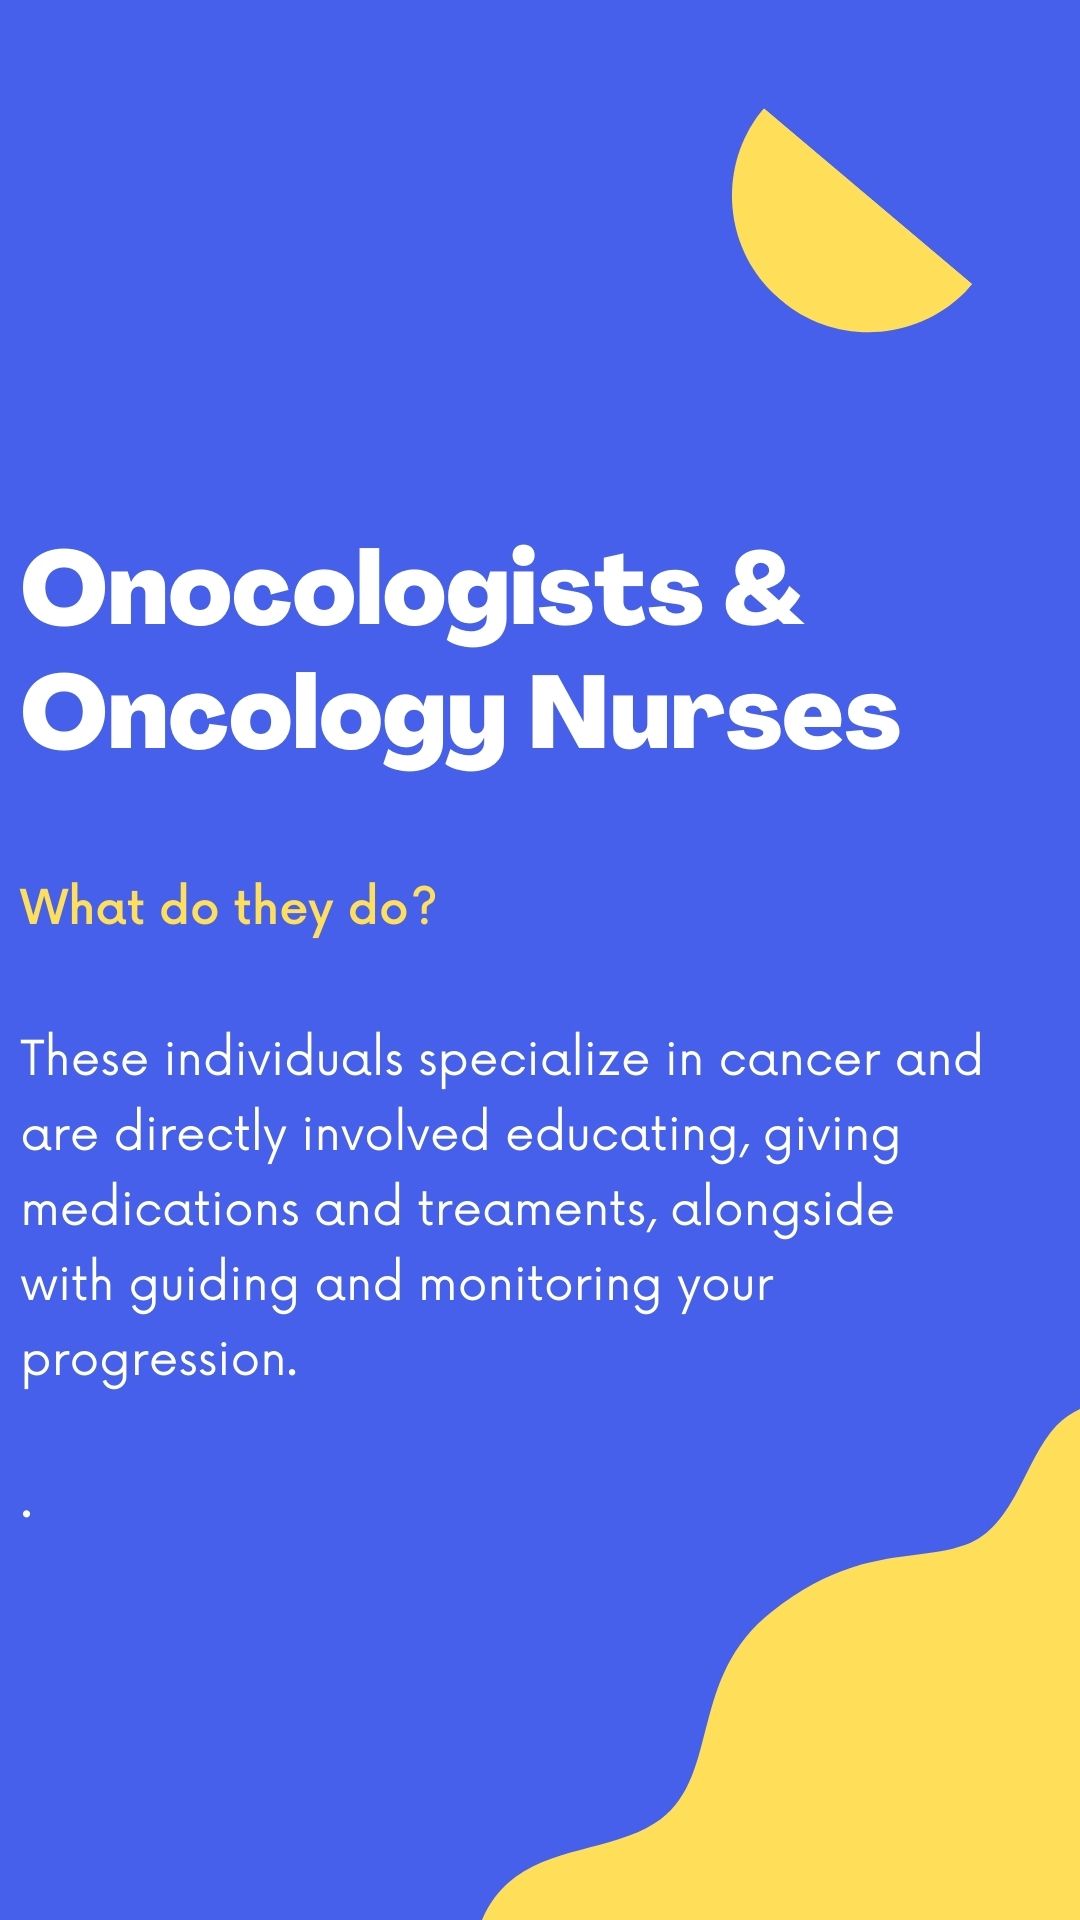 Onocologists &
Oncology Nurses
What do they do?
These individuals specialize in cancer and
are directly involved educating, giving
medications and treaments, alongside
with guiding and monitoring your
progression.
.